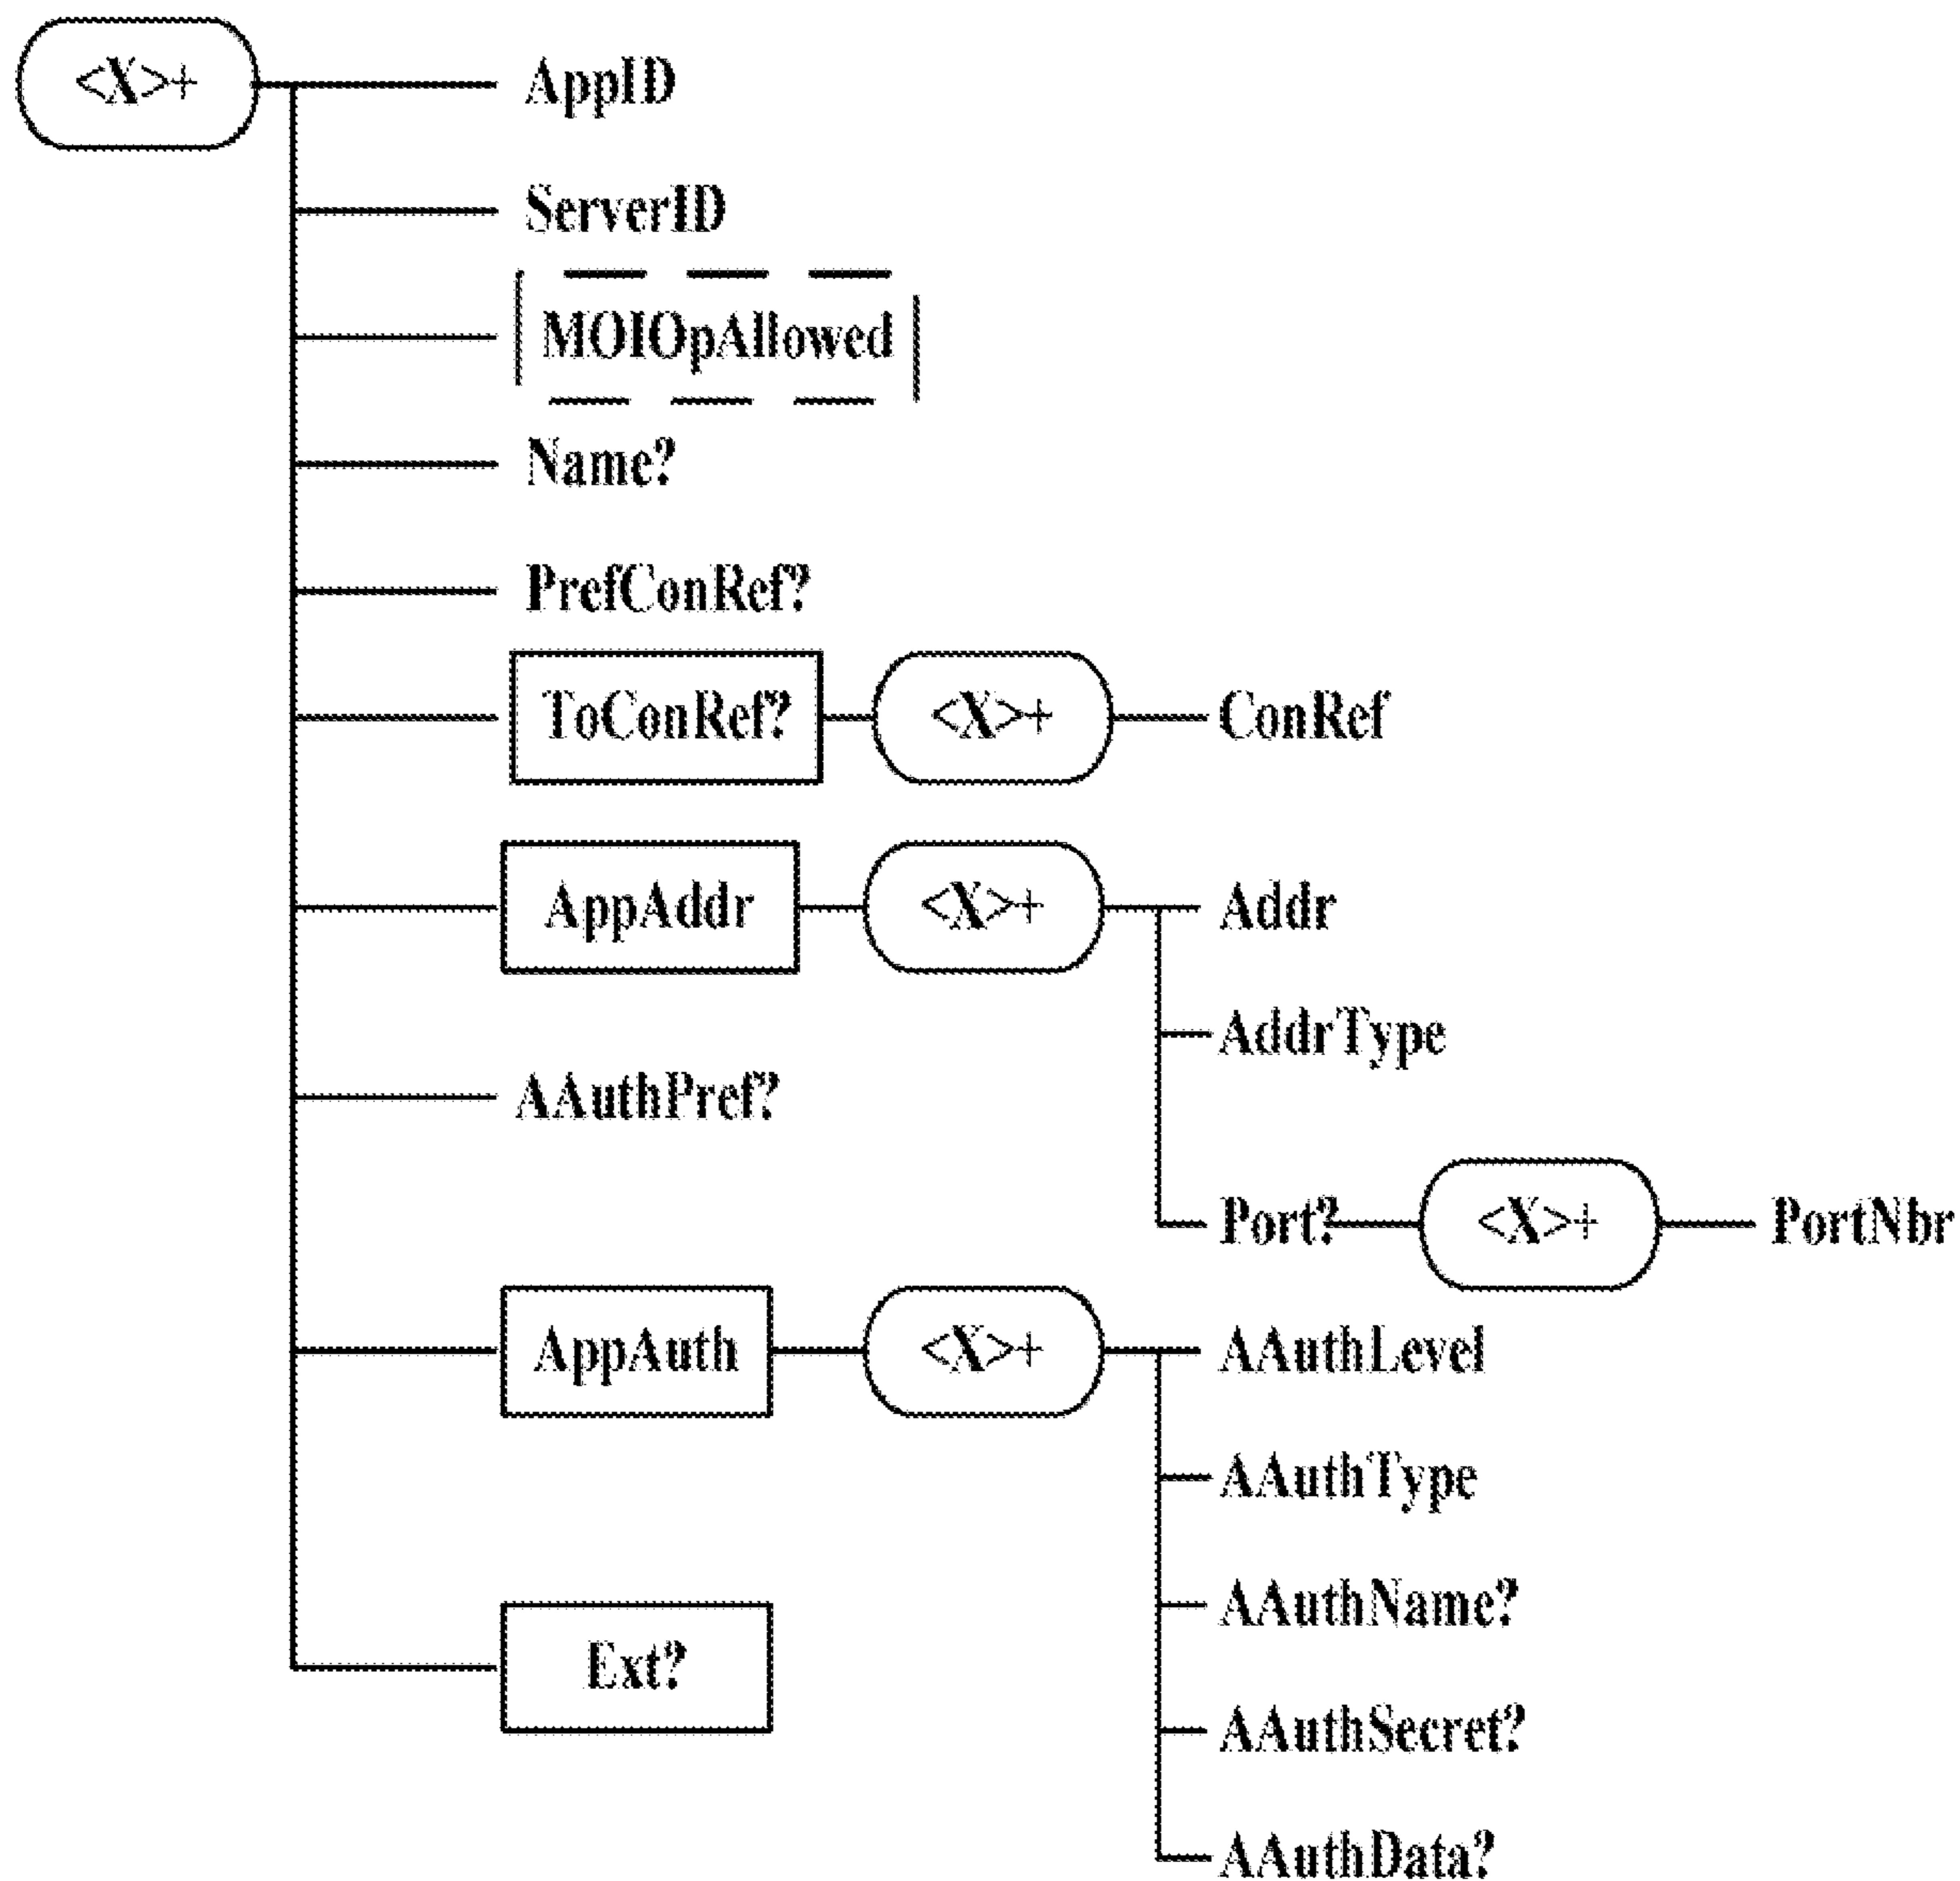 <X>+
AppID
ServerID
MOIOpAllowed
Name?
PrefConRef?
ToConRef? <X>+ ConRef
AppAddr <X>+ Addr
AddrType
AAuthPref?
Port? <X>+ PortNbr
AppAuth <X>+ AAuthLevel
AAuthType
AAuthName?
Ext?
AAuthSecret?
AAuthData?